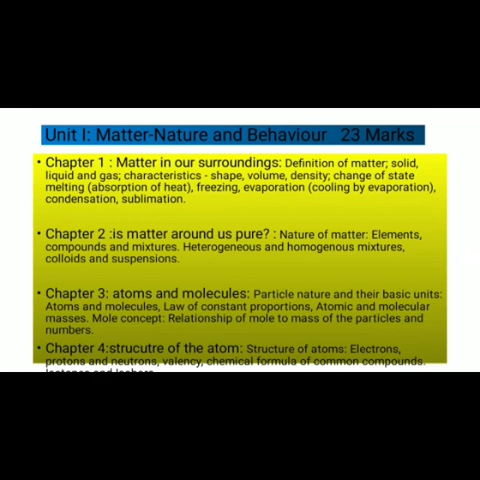 Unit I: Matter-Nature and Behaviour 23 Marks
• Chapter 1 : Matter in our surroundings: Definition of matter; solid,
liquid and gas; characteristics - shape, volume, density; change of state
melting (absorption of heat), freezing, evaporation (cooling by evaporation),
condensation, sublimation.
• Chapter 2 :is matter around us pure? : Nature of matter: Elements,
compounds and mixtures. Heterogeneous and homogenous mixtures,
colloids and suspensions.
• Chapter 3: atoms and molecules: Particle nature and their basic units:
Atoms and molecules, Law of constant proportions, Atomic and molecular
masses. Mole concept: Relationship of mole to mass of the particles and
numbers.
• Chapter 4:strucutre of the atom: Structure of atoms: Electrons,
protons and neutrons, valency, chemical formula of common compounds.